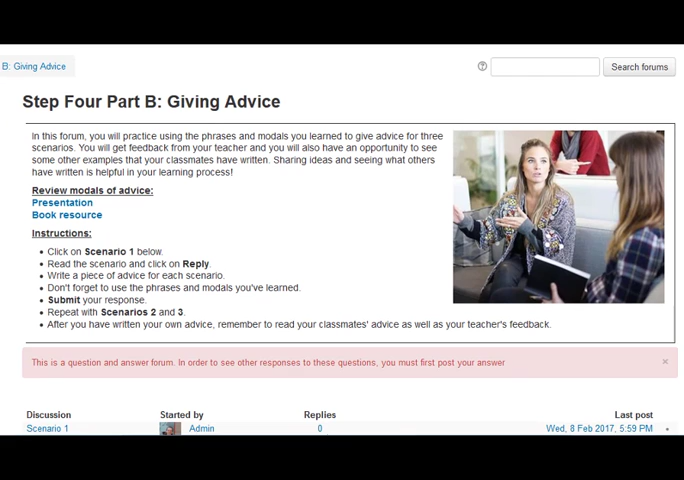 B: Giving Advice
Search forums
Step Four Part B: Giving Advice
In this forum, you will practice using the phrases and modals you learned to give advice for three
scenarios. You will get feedback from your teacher and you will also have an opportunity to see
some other examples that your classmates have written. Sharing ideas and seeing what others
have written is helpful in your learning process!
Review modals of advice:
Presentation
Book resource
Instructions:
Click on Scenario 1 below.
Read the scenario and click on Reply.
Write a piece of advice for each scenario.
Don't forget to use the phrases and modals you've learned.
Submit your response.
Repeat with Scenarios 2 and 3.
After you have written your own advice, remember to read your classmates' advice as well as your teacher's feedback.
This is a question and answer forum. In order to see other responses to these questions, you must first post your answer ×
Discussion Started by Replies Last post
Scenario 1 Admin 0 Wed, 8 Feb 2017, 5:59 PM